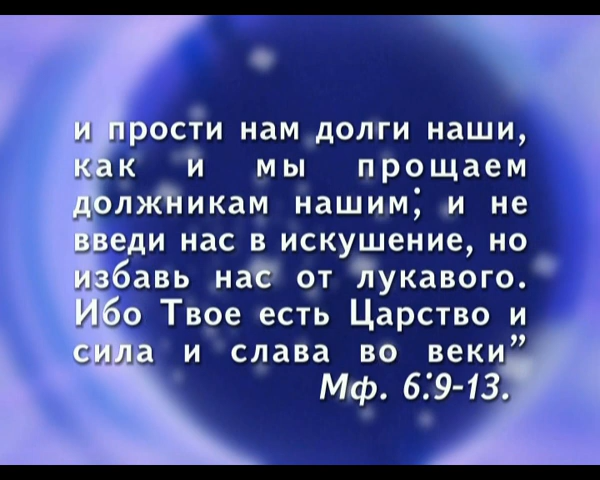 и прости нам долги наши,
как и мы прощаем
должникам нашим; и не
введи нас в искушение, но
избавь нас от лукавого.
Ибо Твое есть Царство и
сила и слава во веки”
Мф. 6:9-13.